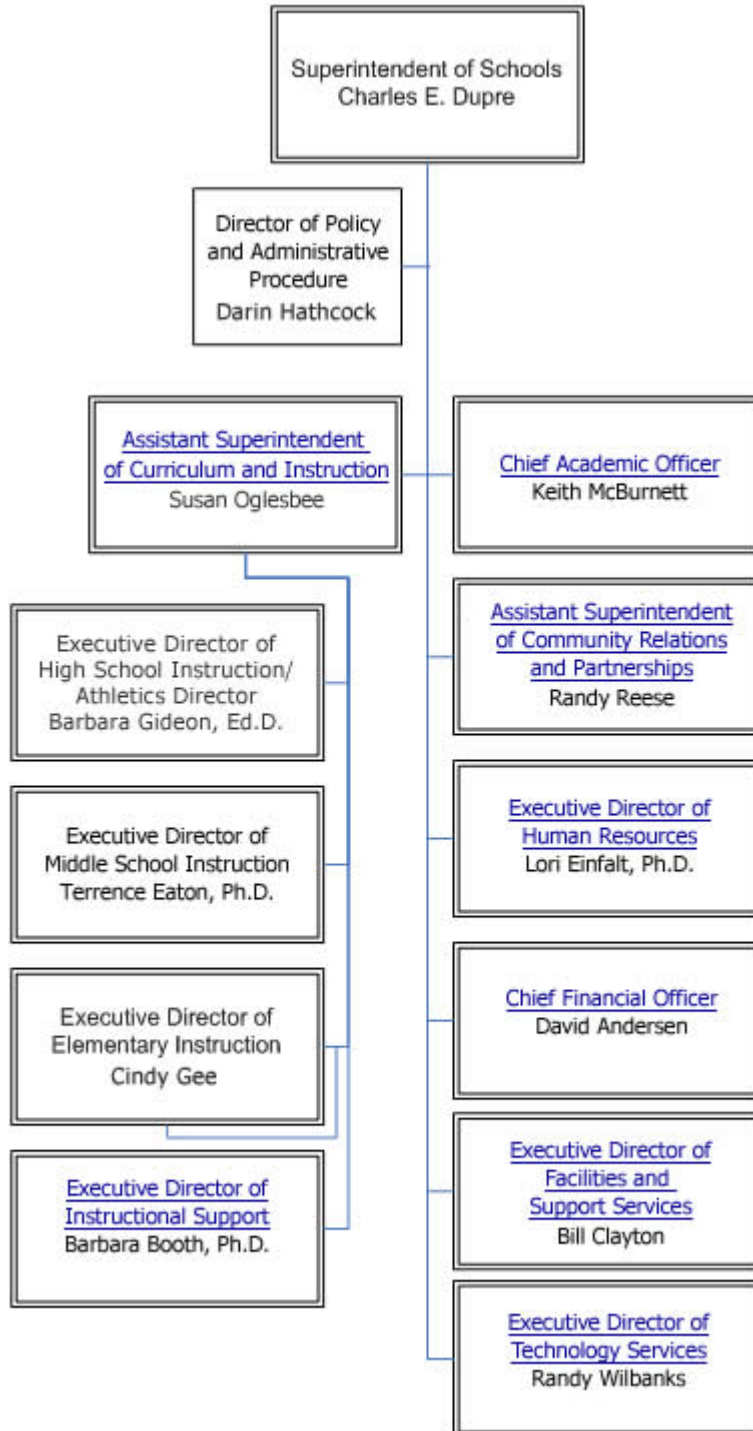 Superintendent of Schools
Charles E. Dupre
Director of Policy
and Administrative
Procedure
Darin Hathcock
Assistant Superintendent
of Curriculum and Instruction
Susan Oglesbee
Chief Academic Officer
Keith McBurnett
Executive Director of
High School Instruction/
Athletics Director
Barbara Gideon, Ed.D.
Assistant Superintendent
of Community Relations
and Partnerships
Randy Reese
Executive Director of
Middle School Instruction
Terrence Eaton, Ph.D.
Executive Director of
Human Resources
Lori Einfalt, Ph.D.
Executive Director of
Elementary Instruction
Cindy Gee
Chief Financial Officer
David Andersen
Executive Director of
Instructional Support
Barbara Booth, Ph.D.
Executive Director of
Facilities and
Support Services
Bill Clayton
Executive Director of
Technology Services
Randy Wilbanks